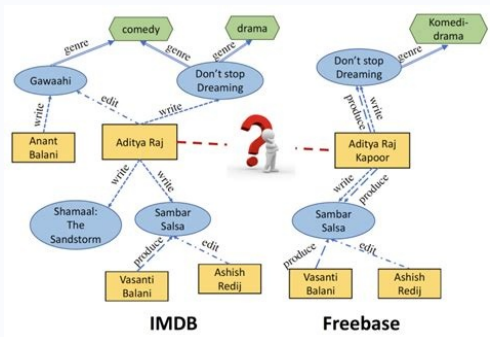 comedy
drama
Komedi-
drama
genre
genre
genre
genre
Gawaahi
Don't stop
Dreaming
Don't stop
Dreaming
write
edit
write
produce
write
Anant
Balani
Aditya Raj
?
Aditya Raj
Kapoor
write
write
write
produce
Shamaal:
The
Sandstorm
Sambar
Salsa
Sambar
Salsa
produce
edit
produce
edit
Vasanti
Balani
Ashish
Redij
Vasanti
Balani
Ashish
Redij
IMDB
Freebase